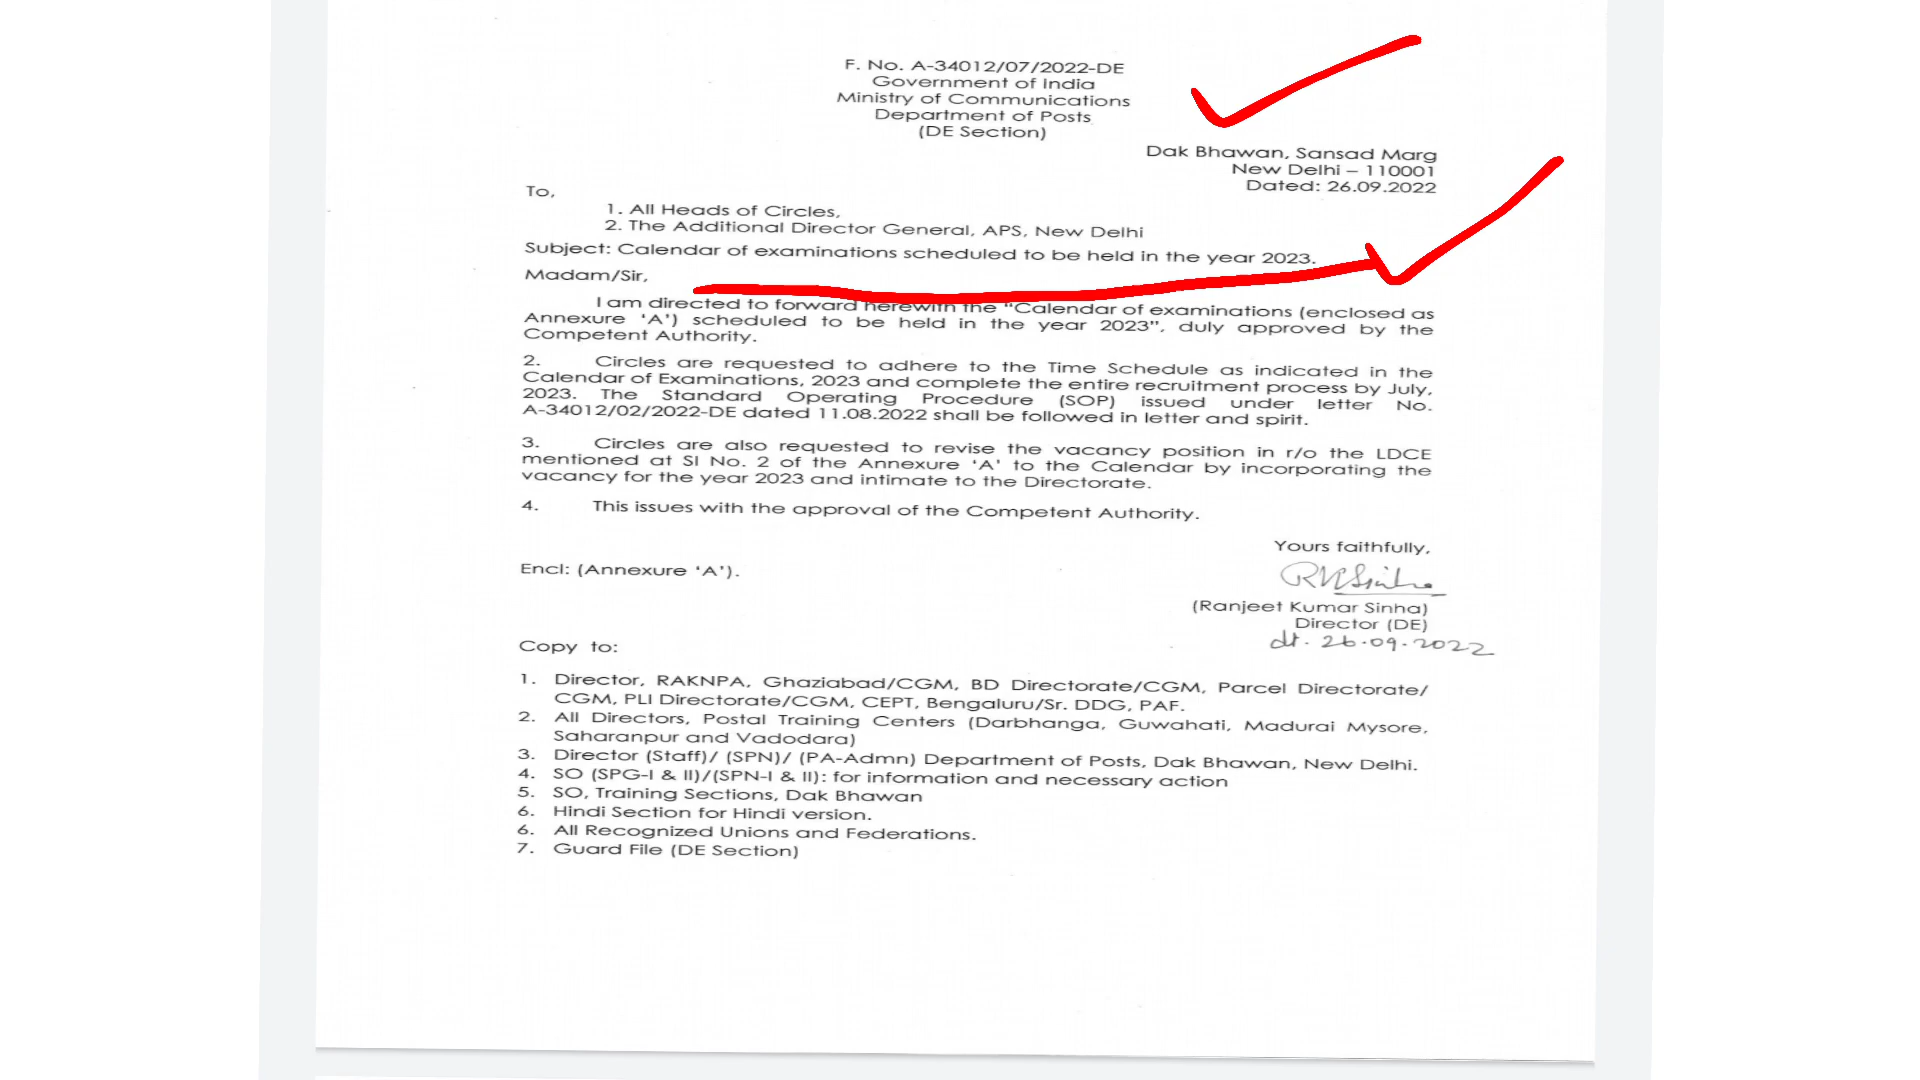 F. No. A-34012/07/2022-DE
Government of India
Ministry of Communications
Department of Posts
(DE Section)
Dak Bhawan, Sansad Marg
New Delhi – 110001
Dated: 26.09.2022
To,
1. All Heads of Circles,
2. The Additional Director General, APS, New Delhi
Subject: Calendar of examinations scheduled to be held in the year 2023.
Madam/Sir,
I am directed to forward herewith the "Calendar of examinations (enclosed as
Annexure 'A') scheduled to be held in the year 2023", duly approved by the
Competent Authority.
2. Circles are requested to adhere to the Time Schedule as indicated in the
Calendar of Examinations, 2023 and complete the entire recruitment process by July,
2023. The Standard Operating Procedure (SOP) issued under letter No.
A-34012/02/2022-DE dated 11.08.2022 shall be followed in letter and spirit.
3. Circles are also requested to revise the vacancy position in r/o the LDCE
mentioned at Sl No. 2 of the Annexure 'A' to the Calendar by incorporating the
vacancy for the year 2023 and intimate to the Directorate.
4. This issues with the approval of the Competent Authority.
Yours faithfully,
Encl: (Annexure 'A').
RKSinha
(Ranjeet Kumar Sinha)
Director (DE)
dt. 26.09.2022
Copy to:
1. Director, RAKNPA, Ghaziabad/CGM, BD Directorate/CGM, Parcel Directorate/
CGM, PLI Directorate/CGM, CEPT, Bengaluru/Sr. DDG, PAF.
2. All Directors, Postal Training Centers (Darbhanga, Guwahati, Madurai Mysore,
Saharanpur and Vadodara)
3. Director (Staff)/ (SPN)/ (PA-Admn) Department of Posts, Dak Bhawan, New Delhi.
4. SO (SPG-I & II)/(SPN-I & II): for information and necessary action
5. SO, Training Sections, Dak Bhawan
6. Hindi Section for Hindi version.
6. All Recognized Unions and Federations.
7. Guard File (DE Section)